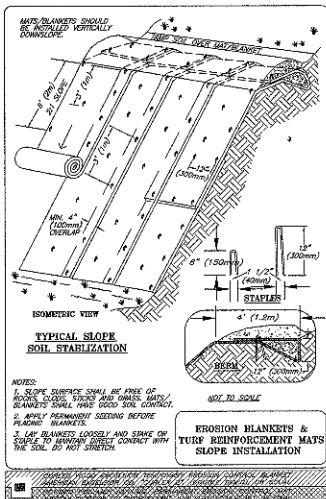 MATS/BLANKETS SHOULD
BE INSTALLED VERTICALLY
DOWNSLOPE.
TAMP SOIL OVER MAT/BLANKET
6' (2m)
2:1 SLOPE
3' (1m)
3' (1m)
12"
(300mm)
MIN. 4"
(100mm)
OVERLAP
6" (150mm)
12"
(300mm)
1 1/2"
(40mm)
STAPLES
ISOMETRIC VIEW
4' (1.2m)
TYPICAL SLOPE
SOIL STABLIZATION
BERM
12" (300mm)
NOT TO SCALE
NOTES:
1. SLOPE SURFACE SHALL BE FREE OF
ROCKS, CLODS, STICKS AND GRASS. MATS/
BLANKETS SHALL HAVE GOOD SOIL CONTACT.
2. APPLY PERMANENT SEEDING BEFORE
PLACING BLANKETS.
3. LAY BLANKETS LOOSELY AND STAKE OR
STAPLE TO MAINTAIN DIRECT CONTACT WITH
THE SOIL. DO NOT STRETCH.
EROSION BLANKETS &
TURF REINFORCEMENT MATS
SLOPE INSTALLATION